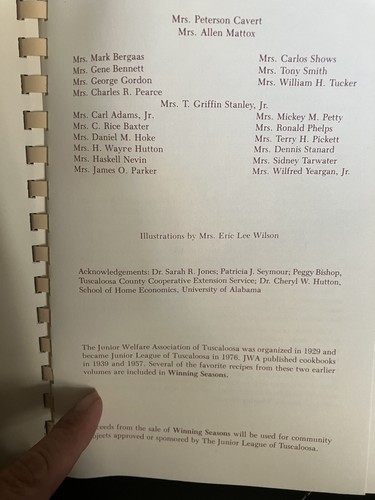 Mrs. Peterson Cavert
Mrs. Allen Mattox
Mrs. Mark Bergaas
Mrs. Gene Bennett
Mrs. George Gordon
Mrs. Charles R. Pearce
Mrs. Carlos Shows
Mrs. Tony Smith
Mrs. William H. Tucker
Mrs. T. Griffin Stanley, Jr.
Mrs. Carl Adams, Jr.
Mrs. C. Rice Baxter
Mrs. Daniel M. Hoke
Mrs. H. Wayne Hutton
Mrs. Haskell Nevin
Mrs. James O. Parker
Mrs. Mickey M. Petty
Mrs. Ronald Phelps
Mrs. Terry H. Pickett
Mrs. Dennis Stanard
Mrs. Sidney Tarwater
Mrs. Wilfred Yeargan, Jr.
Illustrations by Mrs. Eric Lee Wilson
Acknowledgements: Dr. Sarah R. Jones; Patricia J. Seymour; Peggy Bishop,
Tuscaloosa County Cooperative Extension Service; Dr. Cheryl W. Hutton,
School of Home Economics, University of Alabama
The Junior Welfare Association of Tuscaloosa was organized in 1929 and
became Junior League of Tuscaloosa in 1976. JWA published cookbooks
in 1939 and 1957. Several of the favorite recipes from these two earlier
volumes are included in Winning Seasons.
from the sale of Winning Seasons will be used for community
approved or sponsored by The Junior League of Tuscaloosa.